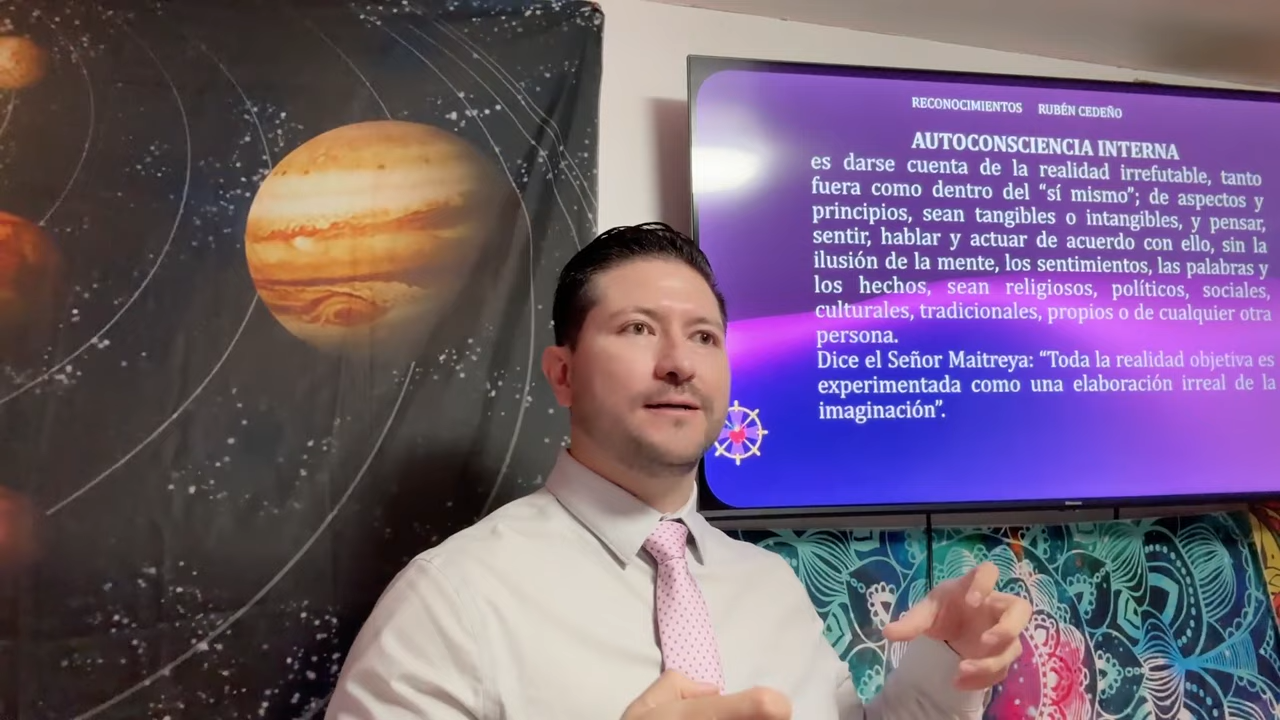 RECONOCIMIENTOS RUBÉN CEDEÑO
AUTOCONSCIENCIA INTERNA
es darse cuenta de la realidad irrefutable, tanto
fuera como dentro del “sí mismo”; de aspectos y
principios, sean tangibles o intangibles, y pensar,
sentir, hablar y actuar de acuerdo con ello, sin la
ilusión de la mente, los sentimientos, las palabras y
los hechos, sean religiosos, políticos, sociales,
culturales, tradicionales, propios o de cualquier otra
persona.
Dice el Señor Maitreya: “Toda la realidad objetiva es
experimentada como una elaboración irreal de la
imaginación”.